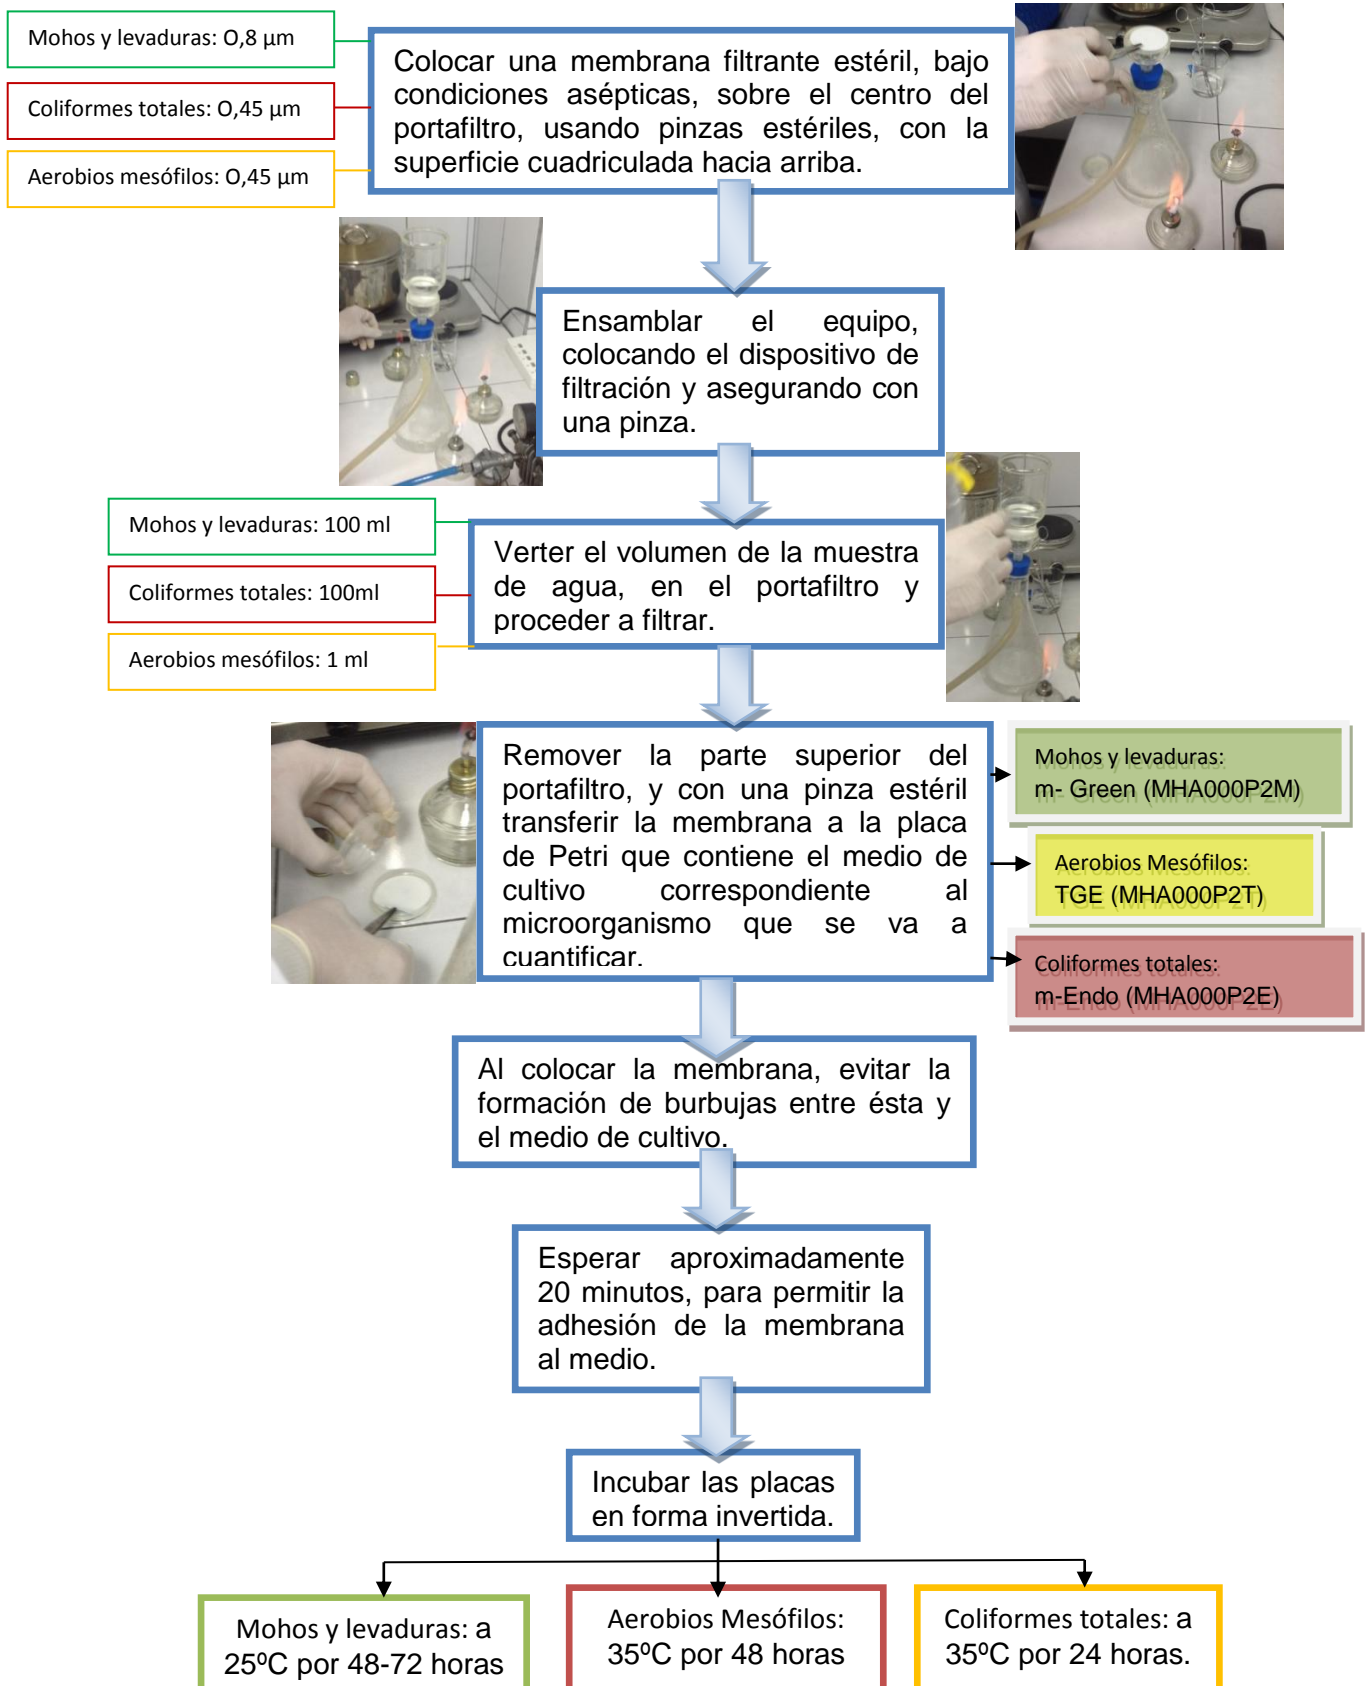 Mohos y levaduras: O,8 µm
Coliformes totales: O,45 µm
Aerobios mesófilos: O,45 µm
Colocar una membrana filtrante estéril, bajo
condiciones asépticas, sobre el centro del
portafiltro, usando pinzas estériles, con la
superficie cuadriculada hacia arriba.
Ensamblar el equipo,
colocando el dispositivo de
filtración y asegurando con
una pinza.
Mohos y levaduras: 100 ml
Coliformes totales: 100ml
Aerobios mesófilos: 1 ml
Verter el volumen de la muestra
de agua, en el portafiltro y
proceder a filtrar.
Remover la parte superior del
portafiltro, y con una pinza estéril
transferir la membrana a la placa
de Petri que contiene el medio de
cultivo correspondiente al
microorganismo que se va a
cuantificar.
Mohos y levaduras:
m- Green (MHA000P2M)
Aerobios Mesófilos:
TGE (MHA000P2T)
Coliformes totales:
m-Endo (MHA000P2E)
Al colocar la membrana, evitar la
formación de burbujas entre ésta y
el medio de cultivo.
Esperar aproximadamente
20 minutos, para permitir la
adhesión de la membrana
al medio.
Incubar las placas
en forma invertida.
Mohos y levaduras: a
25ºC por 48-72 horas
Aerobios Mesófilos:
35ºC por 48 horas
Coliformes totales: a
35ºC por 24 horas.